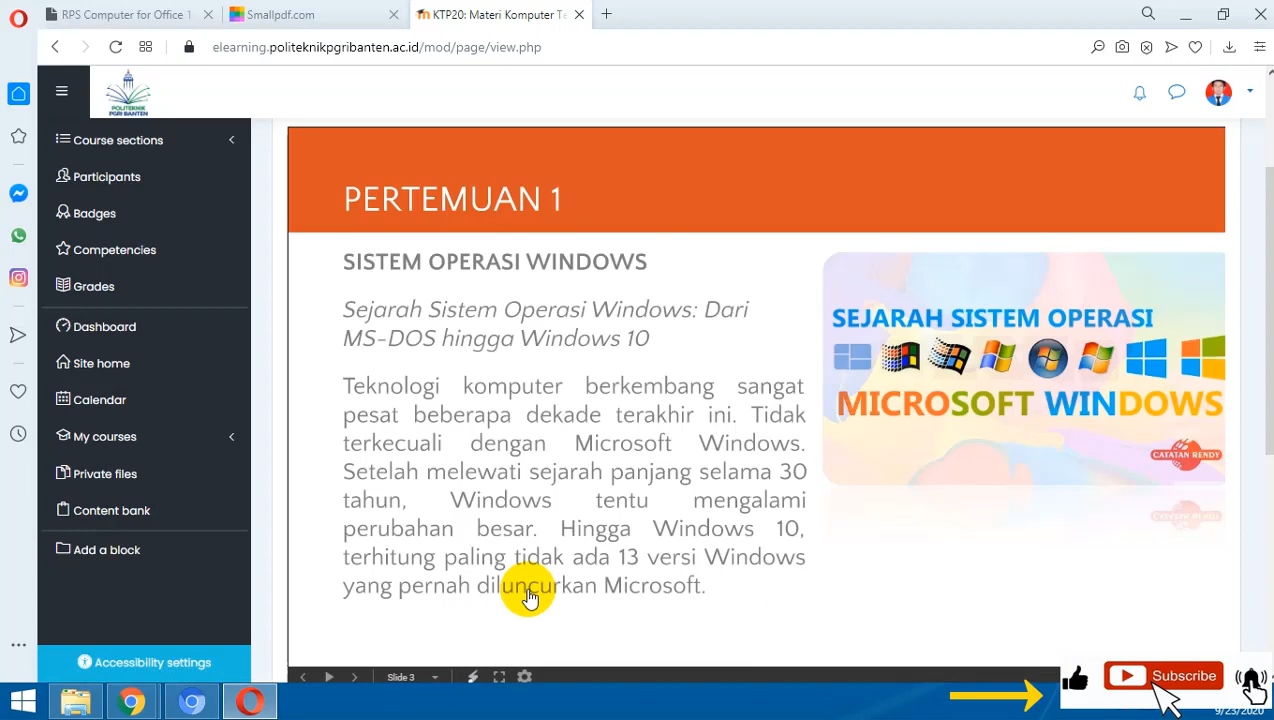 RPS Computer for Office 1
Smallpdf.com
KTP20: Materi Komputer Te
elearning.politeknikpgribanten.ac.id/mod/page/view.php
POLITEKNIK
PGRI BANTEN
Course sections
Participants
Badges
Competencies
Grades
Dashboard
Site home
Calendar
My courses
Private files
Content bank
Add a block
Accessibility settings
PERTEMUAN 1
SISTEM OPERASI WINDOWS
Sejarah Sistem Operasi Windows: Dari
MS-DOS hingga Windows 10
Teknologi komputer berkembang sangat
pesat beberapa dekade terakhir ini. Tidak
terkecuali dengan Microsoft Windows.
Setelah melewati sejarah panjang selama 30
tahun, Windows tentu mengalami
perubahan besar. Hingga Windows 10,
terhitung paling tidak ada 13 versi Windows
yang pernah diluncurkan Microsoft.
SEJARAH SISTEM OPERASI
MICROSOFT WINDOWS
CATATAN RENDY
Slide 3
Subscribe
9/23/2020